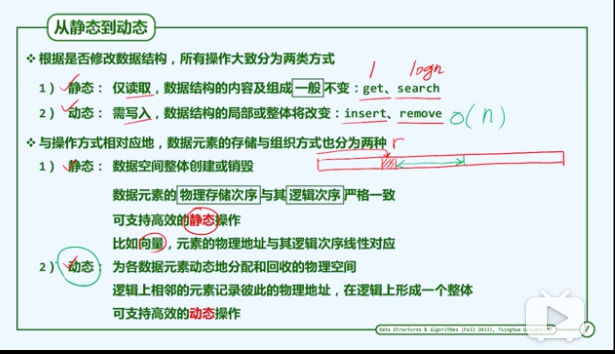 从静态到动态
❖ 根据是否修改数据结构，所有操作大致分为两类方式
1 logn
1） 静态： 仅读取，数据结构的内容及组成一般不变：get、search
2） 动态： 需写入，数据结构的局部或整体将改变：insert、remove O(n)
❖ 与操作方式相对应地，数据元素的存储与组织方式也分为两种 r
1） 静态： 数据空间整体创建或销毁
数据元素的物理存储次序与其逻辑次序严格一致
可支持高效的静态操作
比如向量，元素的物理地址与其逻辑次序线性对应
2） 动态： 为各数据元素动态地分配和回收的物理空间
逻辑上相邻的元素记录彼此的物理地址，在逻辑上形成一个整体
可支持高效的动态操作
Data Structures & Algorithms (Fall 2013), Tsinghua University